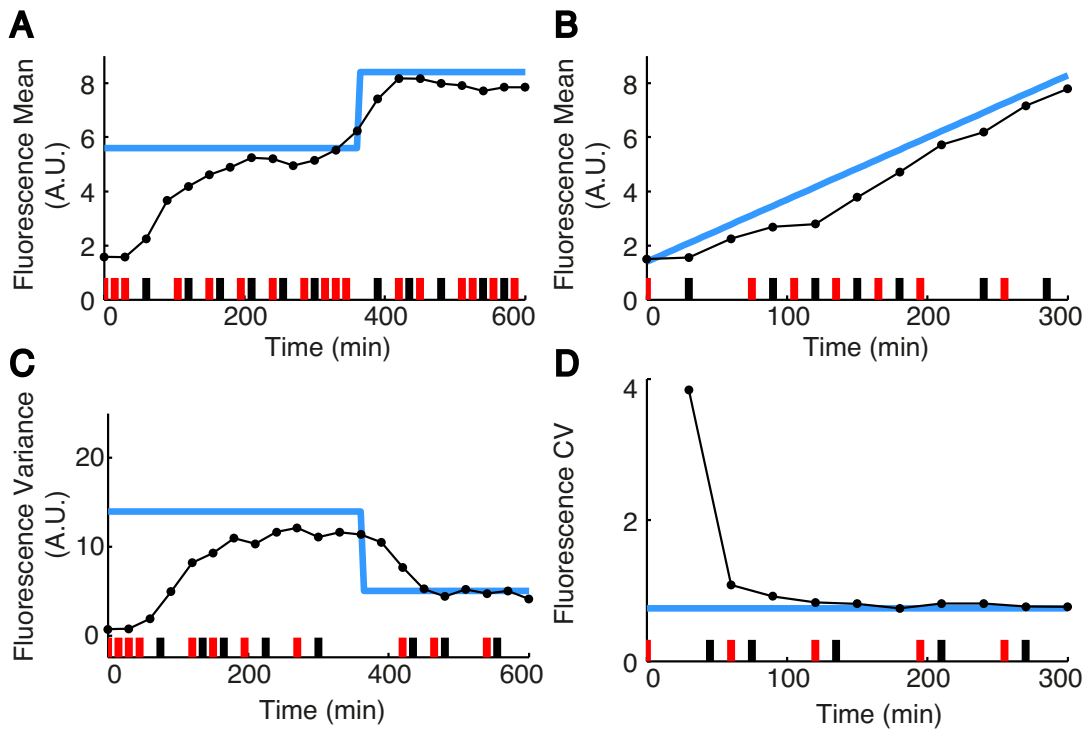 A
Fluorescence Mean
(A.U.)
8
6
4
2
0
0 200 400 600
Time (min)
B
Fluorescence Mean
(A.U.)
8
6
4
2
0
0 100 200 300
Time (min)
C
Fluorescence Variance
(A.U.)
20
10
0
0 200 400 600
Time (min)
D
Fluorescence CV
4
2
0
0 100 200 300
Time (min)